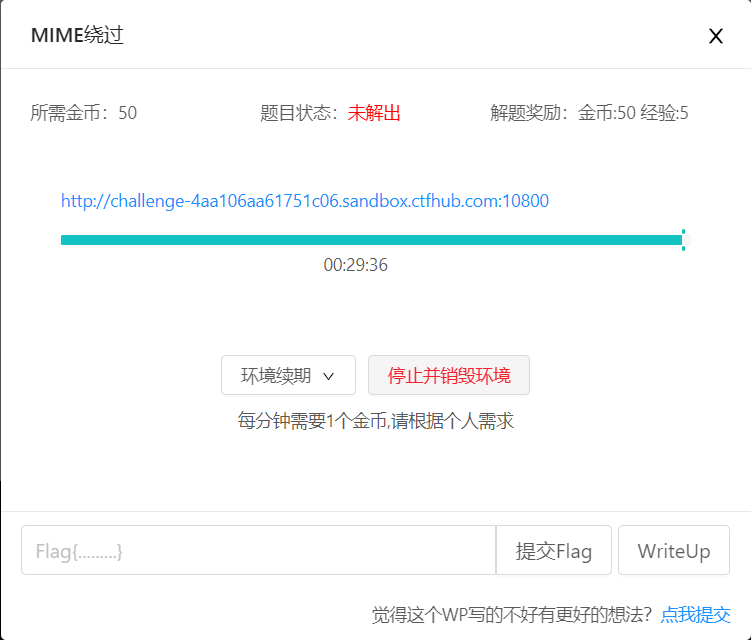 MIME绕过
X
所需金币：50 题目状态：未解出 解题奖励：金币:50 经验:5
http://challenge-4aa106aa61751c06.sandbox.ctfhub.com:10800
00:29:36
环境续期 停止并销毁环境
每分钟需要1个金币,请根据个人需求
Flag{.........} 提交Flag WriteUp
觉得这个WP写的不好有更好的想法？点我提交